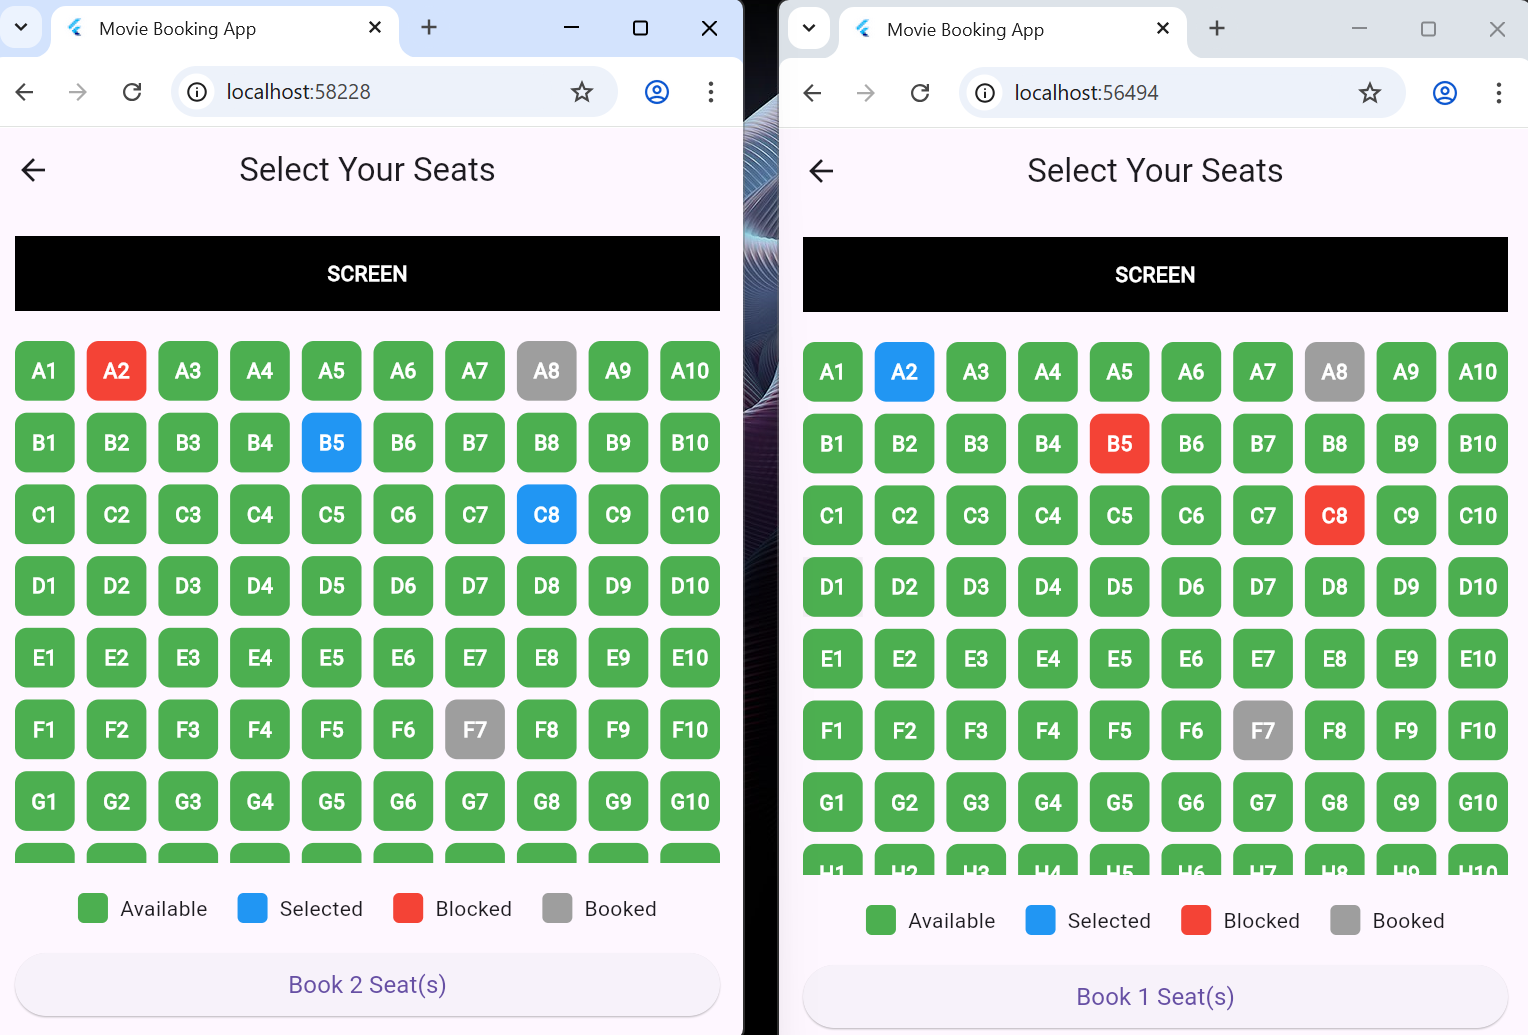 Movie Booking App
localhost:58228
Select Your Seats
SCREEN
A1 A2 A3 A4 A5 A6 A7 A8 A9 A10
B1 B2 B3 B4 B5 B6 B7 B8 B9 B10
C1 C2 C3 C4 C5 C6 C7 C8 C9 C10
D1 D2 D3 D4 D5 D6 D7 D8 D9 D10
E1 E2 E3 E4 E5 E6 E7 E8 E9 E10
F1 F2 F3 F4 F5 F6 F7 F8 F9 F10
G1 G2 G3 G4 G5 G6 G7 G8 G9 G10
Available Selected Blocked Booked
Book 2 Seat(s)
Movie Booking App
localhost:56494
Select Your Seats
SCREEN
A1 A2 A3 A4 A5 A6 A7 A8 A9 A10
B1 B2 B3 B4 B5 B6 B7 B8 B9 B10
C1 C2 C3 C4 C5 C6 C7 C8 C9 C10
D1 D2 D3 D4 D5 D6 D7 D8 D9 D10
E1 E2 E3 E4 E5 E6 E7 E8 E9 E10
F1 F2 F3 F4 F5 F6 F7 F8 F9 F10
G1 G2 G3 G4 G5 G6 G7 G8 G9 G10
H1 H2 H3 H4 H5 H6 H7 H8 H9 H10
Available Selected Blocked Booked
Book 1 Seat(s)